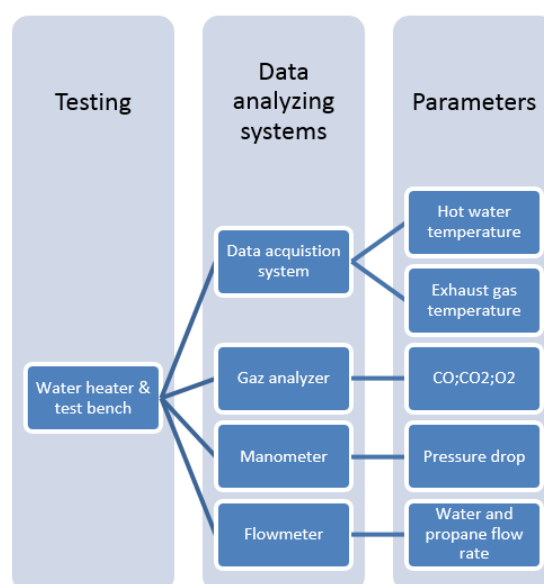 Testing
Data
analyzing
systems
Parameters
Hot water
temperature
Data acquistion
system
Exhaust gas
temperature
Water heater &
test bench
Gaz analyzer
CO;CO2;O2
Manometer
Pressure drop
Flowmeter
Water and
propane flow
rate